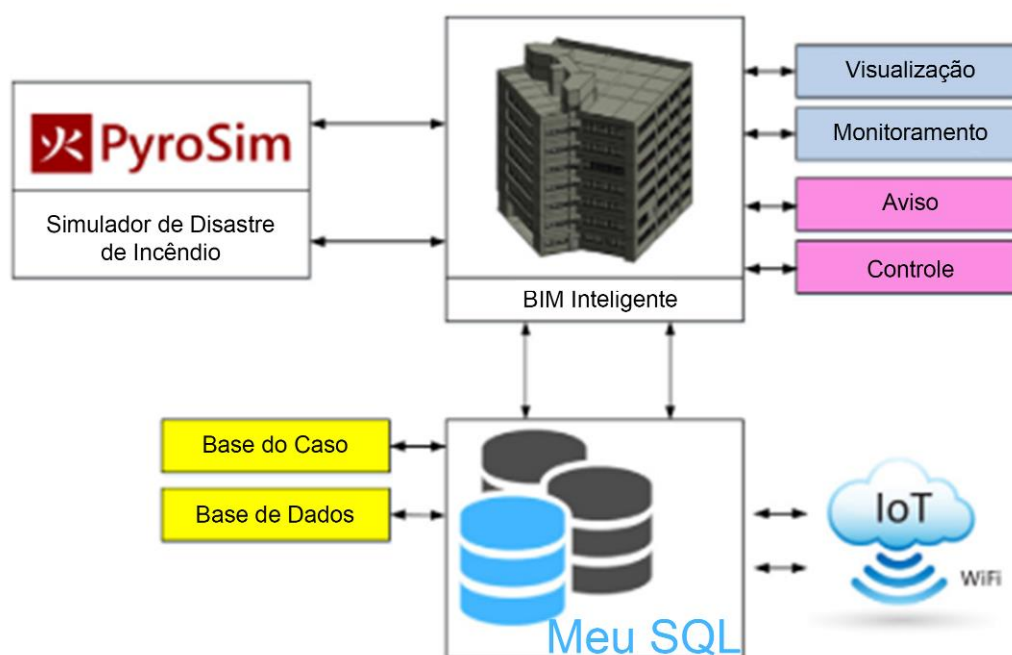 火 PyroSim
Simulador de Disastre
de Incêndio
BIM Inteligente
Visualização
Monitoramento
Aviso
Controle
Base do Caso
Base de Dados
Meu SQL
IoT
WiFi